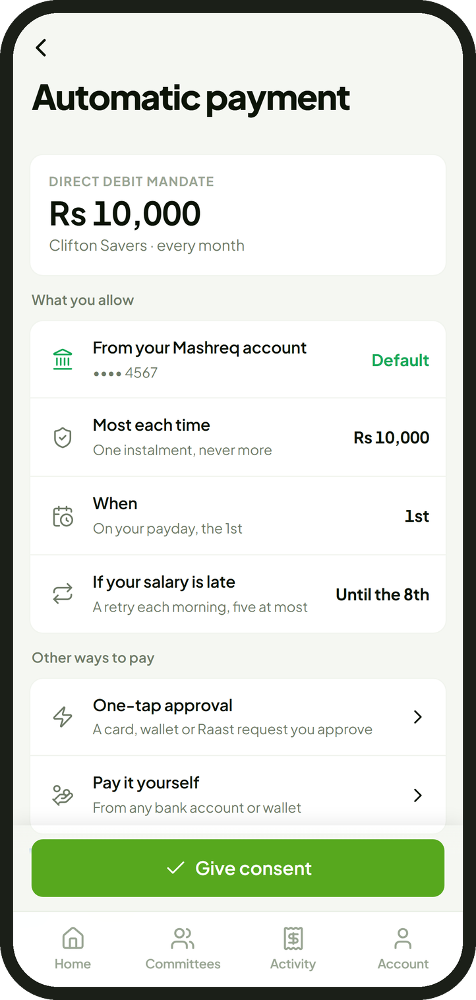 Automatic payment
DIRECT DEBIT MANDATE
Rs 10,000
Clifton Savers · every month
What you allow
From your Mashreq account
•••• 4567
Default
Most each time
One instalment, never more
Rs 10,000
When
On your payday, the 1st
1st
If your salary is late
A retry each morning, five at most
Until the 8th
Other ways to pay
One-tap approval
A card, wallet or Raast request you approve
Pay it yourself
From any bank account or wallet
Give consent
Home
Committees
Activity
Account